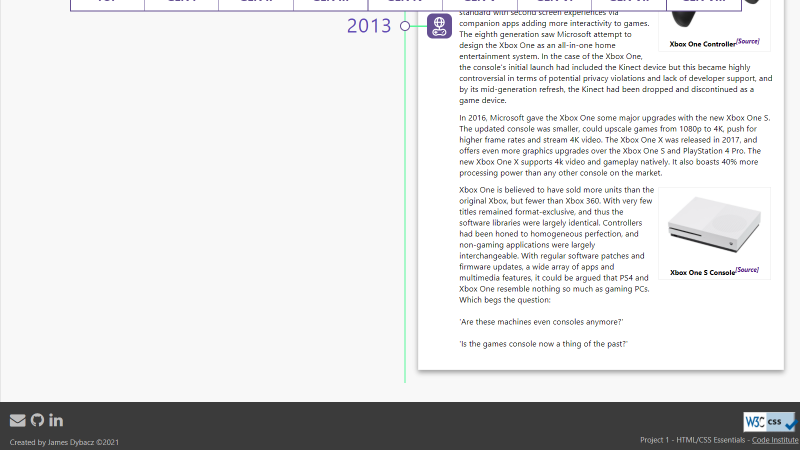 2013
standard with second screen experiences via
companion apps adding more interactivity to games.
The eighth generation saw Microsoft attempt to
design the Xbox One as an all-in-one home
entertainment system. In the case of the Xbox One,
the console's initial launch had included the Kinect device but this became highly
controversial in terms of potential privacy violations and lack of developer support, and
by its mid-generation refresh, the Kinect had been dropped and discontinued as a
game device.
Xbox One Controller[Source]
In 2016, Microsoft gave the Xbox One some major upgrades with the new Xbox One S.
The updated console was smaller, could upscale games from 1080p to 4K, push for
higher frame rates and stream 4K video. The Xbox One X was released in 2017, and
offers even more graphics upgrades over the Xbox One S and PlayStation 4 Pro. The
new Xbox One X supports 4k video and gameplay natively. It also boasts 40% more
processing power than any other console on the market.
Xbox One is believed to have sold more units than the
original Xbox, but fewer than Xbox 360. With very few
titles remained format-exclusive, and thus the
software libraries were largely identical. Controllers
had been honed to homogeneous perfection, and
non-gaming applications were largely
interchangeable. With regular software patches and
firmware updates, a wide array of apps and
multimedia features, it could be argued that PS4 and
Xbox One resemble nothing so much as gaming PCs.
Which begs the question:
Xbox One S Console[Source]
'Are these machines even consoles anymore?'
'Is the games console now a thing of the past?'
W3C css
Created by James Dybacz ©2021
Project 1 - HTML/CSS Essentials - Code Institute